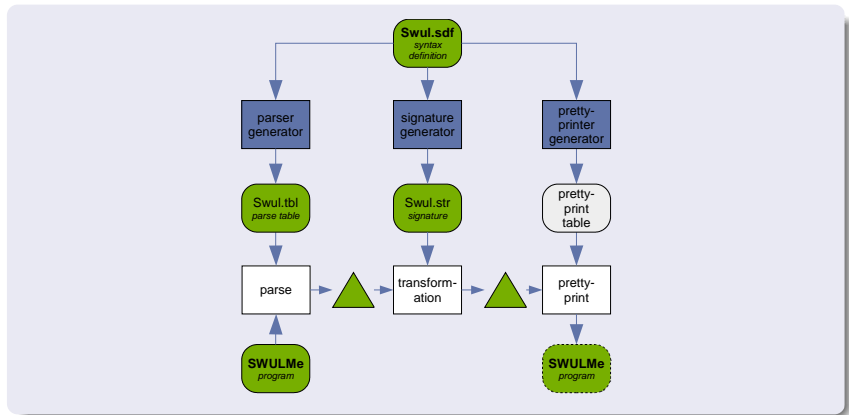 Swul.sdf
syntax
definition
parser
generator
signature
generator
pretty-
printer
generator
Swul.tbl
parse table
Swul.str
signature
pretty-
print
table
parse
transform-
ation
pretty-
print
SWULMe
program
SWULMe
program